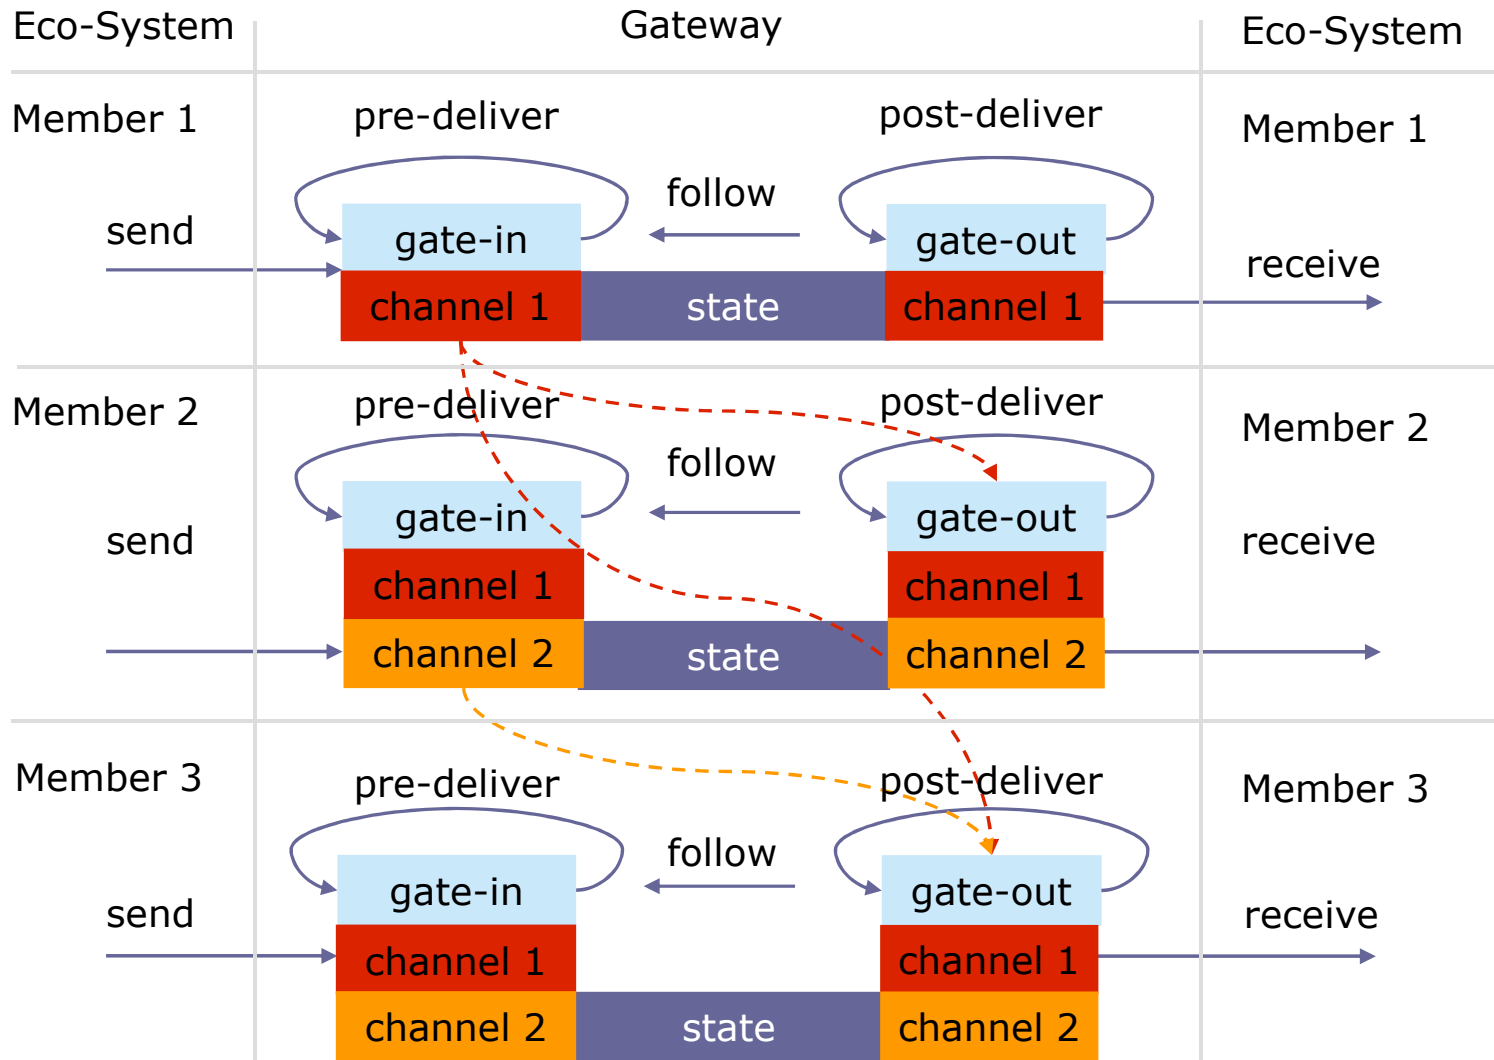 Eco-System
Gateway
Eco-System
Member 1
pre-deliver
post-deliver
Member 1
follow
send
gate-in
gate-out
receive
channel 1
state
channel 1
Member 2
pre-deliver
post-deliver
Member 2
follow
send
gate-in
gate-out
receive
channel 1
channel 1
channel 2
state
channel 2
Member 3
pre-deliver
post-deliver
Member 3
follow
gate-in
gate-out
send
receive
channel 1
channel 1
channel 2
state
channel 2